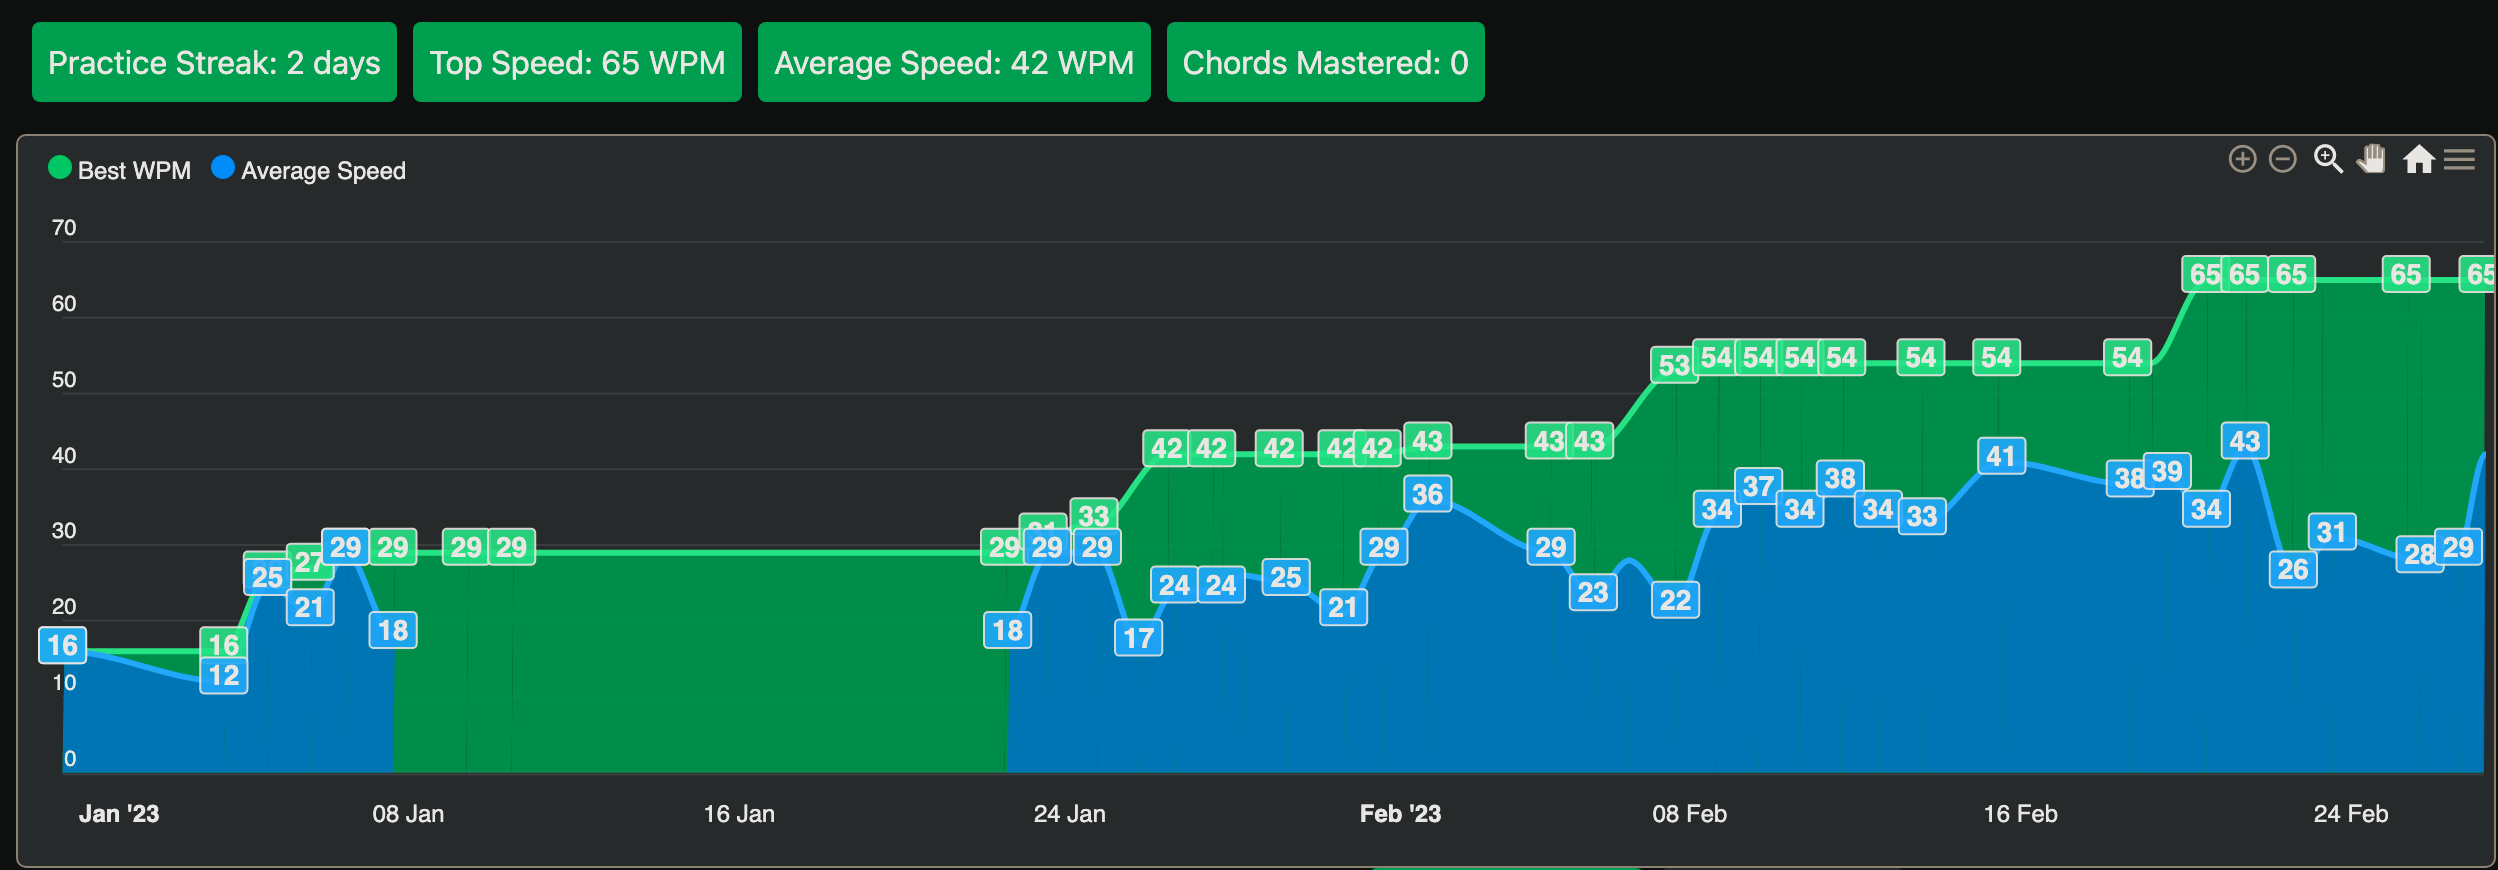 Practice Streak: 2 days
Top Speed: 65 WPM
Average Speed: 42 WPM
Chords Mastered: 0
Best WPM
Average Speed
70
60
50
40
30
20
10
0
16 12 25 21 29 18 18 29 29 17 24 24 25 21 29 36 29 23 22 34 37 34 38 34 33 41 38 39 34 43 26 31 28 29
16 27 29 29 29 29 33 42 42 42 42 42 43 43 43 53 54 54 54 54 54 54 54 65 65 65 65 65
Jan '23 08 Jan 16 Jan 24 Jan Feb '23 08 Feb 16 Feb 24 Feb